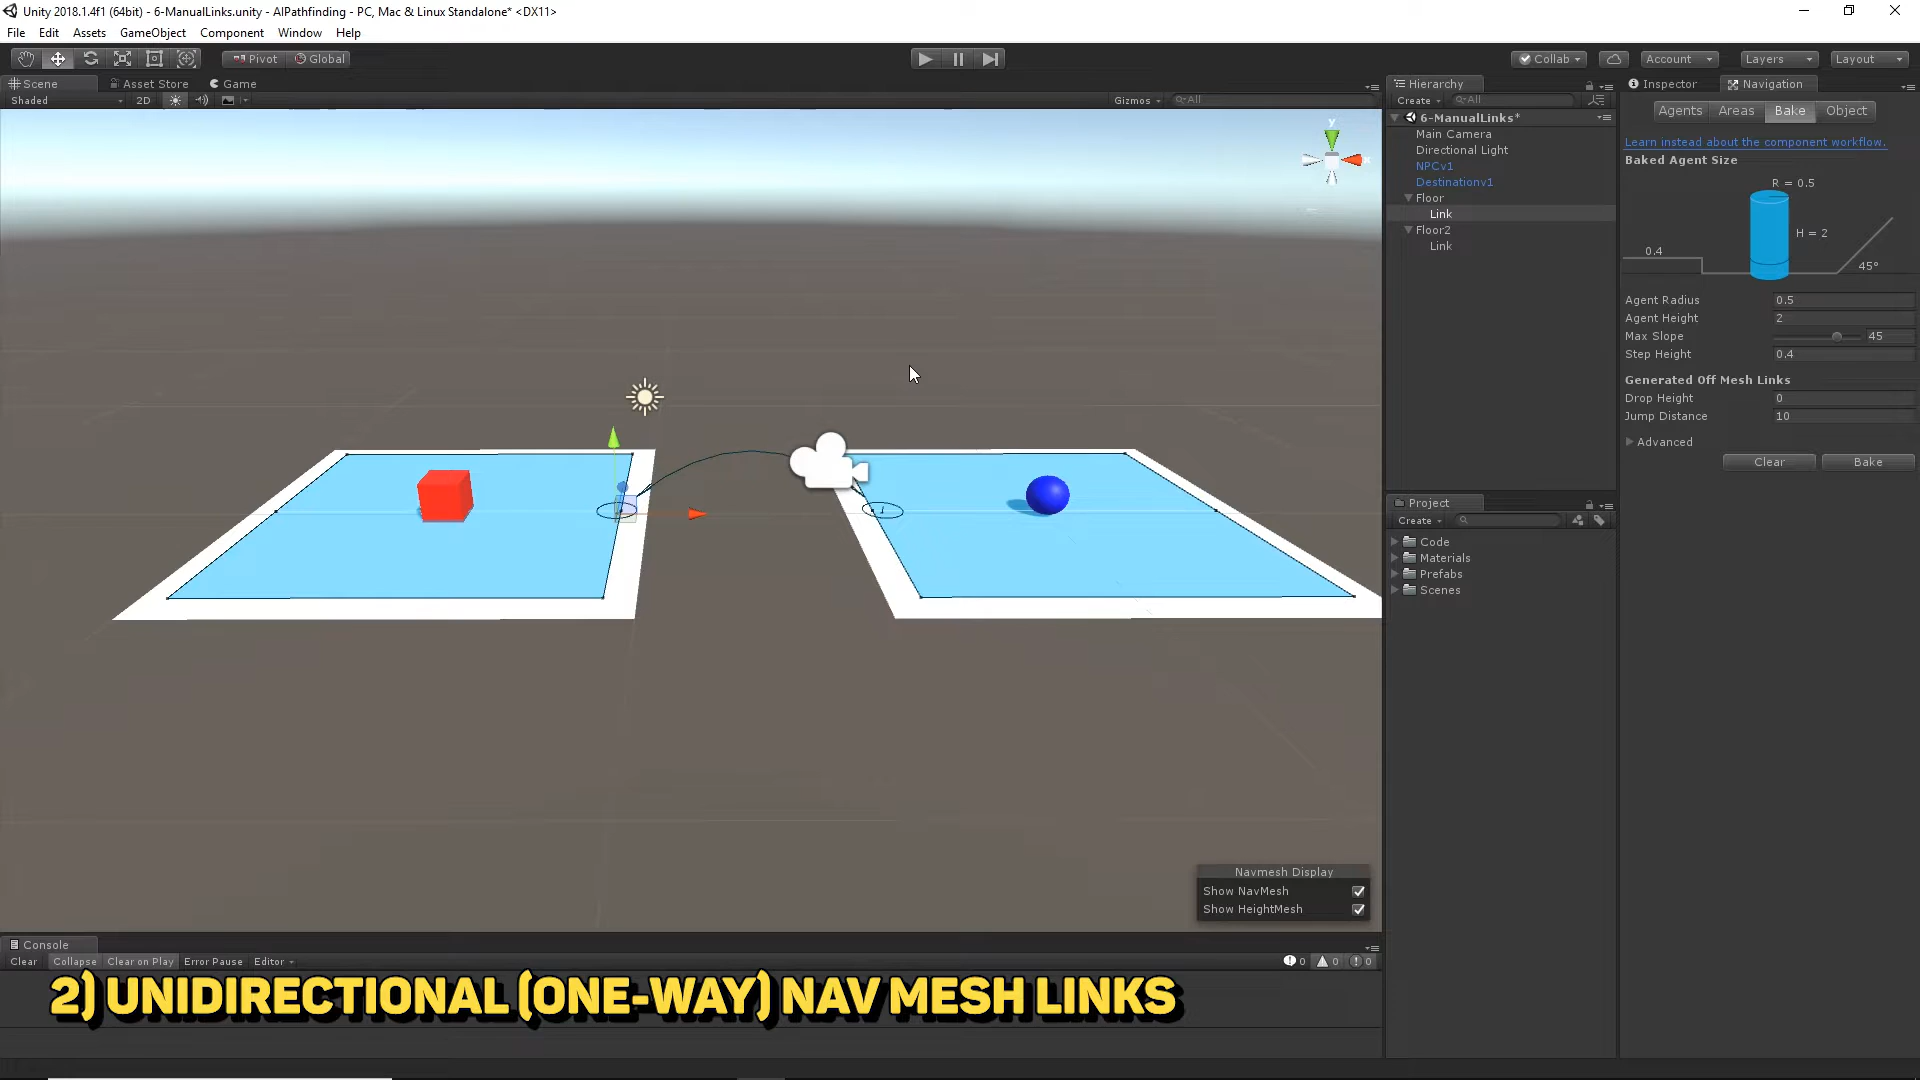 Unity 2018.1.4f1 (64bit) - 6-ManualLinks.unity - AIPathfinding - PC, Mac & Linux Standalone* <DX11>
File Edit Assets GameObject Component Window Help
Pivot Global Collab Account Layers Layout
Scene Asset Store Game
Shaded 2D Gizmos All
y
x
Hierarchy
Create All
6-ManualLinks*
Main Camera
Directional Light
NPCv1
Destinationv1
Floor
Link
Floor2
Link
Project
Create
Code
Materials
Prefabs
Scenes
Inspector Navigation
Agents Areas Bake Object
Learn instead about the component workflow.
Baked Agent Size
R = 0.5
H = 2
0.4
45°
Agent Radius 0.5
Agent Height 2
Max Slope 45
Step Height 0.4
Generated Off Mesh Links
Drop Height 0
Jump Distance 10
Advanced
Clear Bake
Navmesh Display
Show NavMesh
Show HeightMesh
Console
Clear Collapse Clear on Play Error Pause Editor 0 0 0
2) UNIDIRECTIONAL (ONE-WAY) NAV MESH LINKS